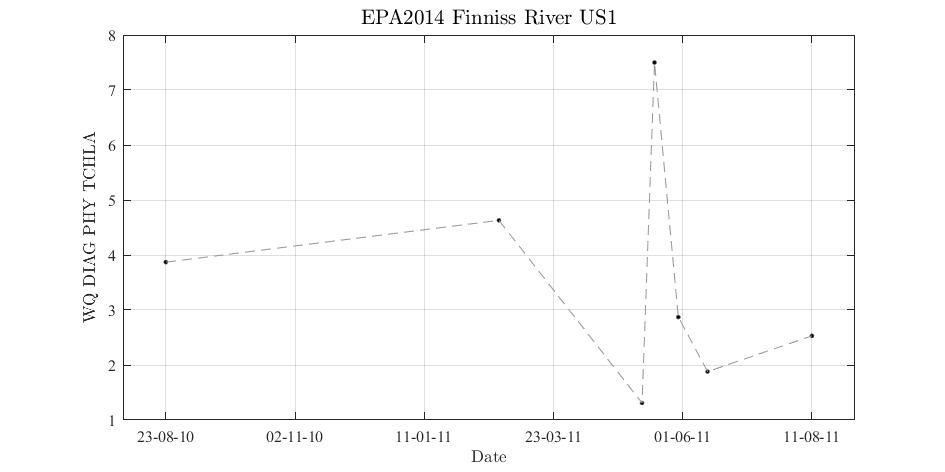 EPA2014 Finniss River US1
8
7
6
5
4
3
2
1
WQ DIAG PHY TCHLA
23-08-10 02-11-10 11-01-11 23-03-11 01-06-11 11-08-11
Date